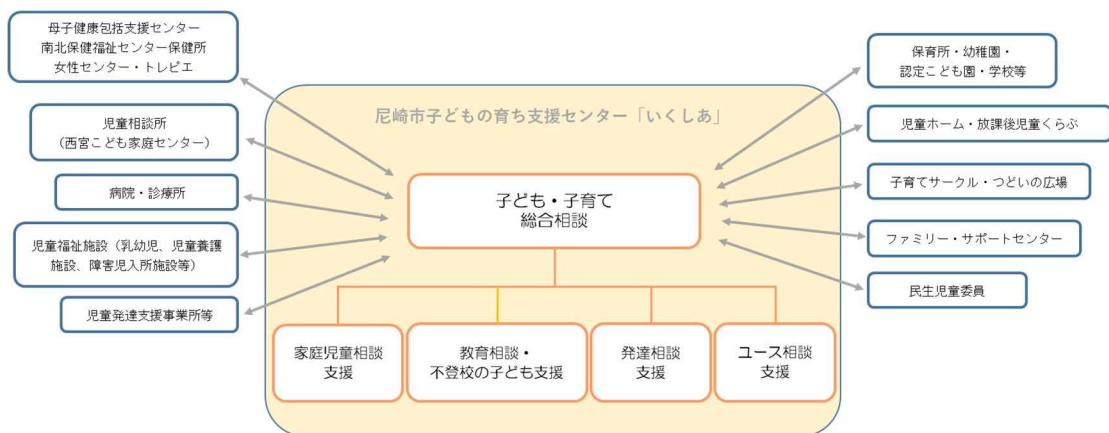 母子健康包括支援センター
南北保健福祉センター保健所
女性センター・トレピエ
児童相談所
(西宮こども家庭センター)
病院・診療所
児童福祉施設(乳幼児、児童養護
施設、障害児入所施設等)
児童発達支援事業所等
尼崎市子どもの育ち支援センター「いくしあ」
子ども・子育て
総合相談
家庭児童相談
支援
教育相談・
不登校の子ども支援
発達相談
支援
ユース相談
支援
保育所・幼稚園・
認定こども園・学校等
児童ホーム・放課後児童くらぶ
子育てサークル・つどいの広場
ファミリー・サポートセンター
民生児童委員